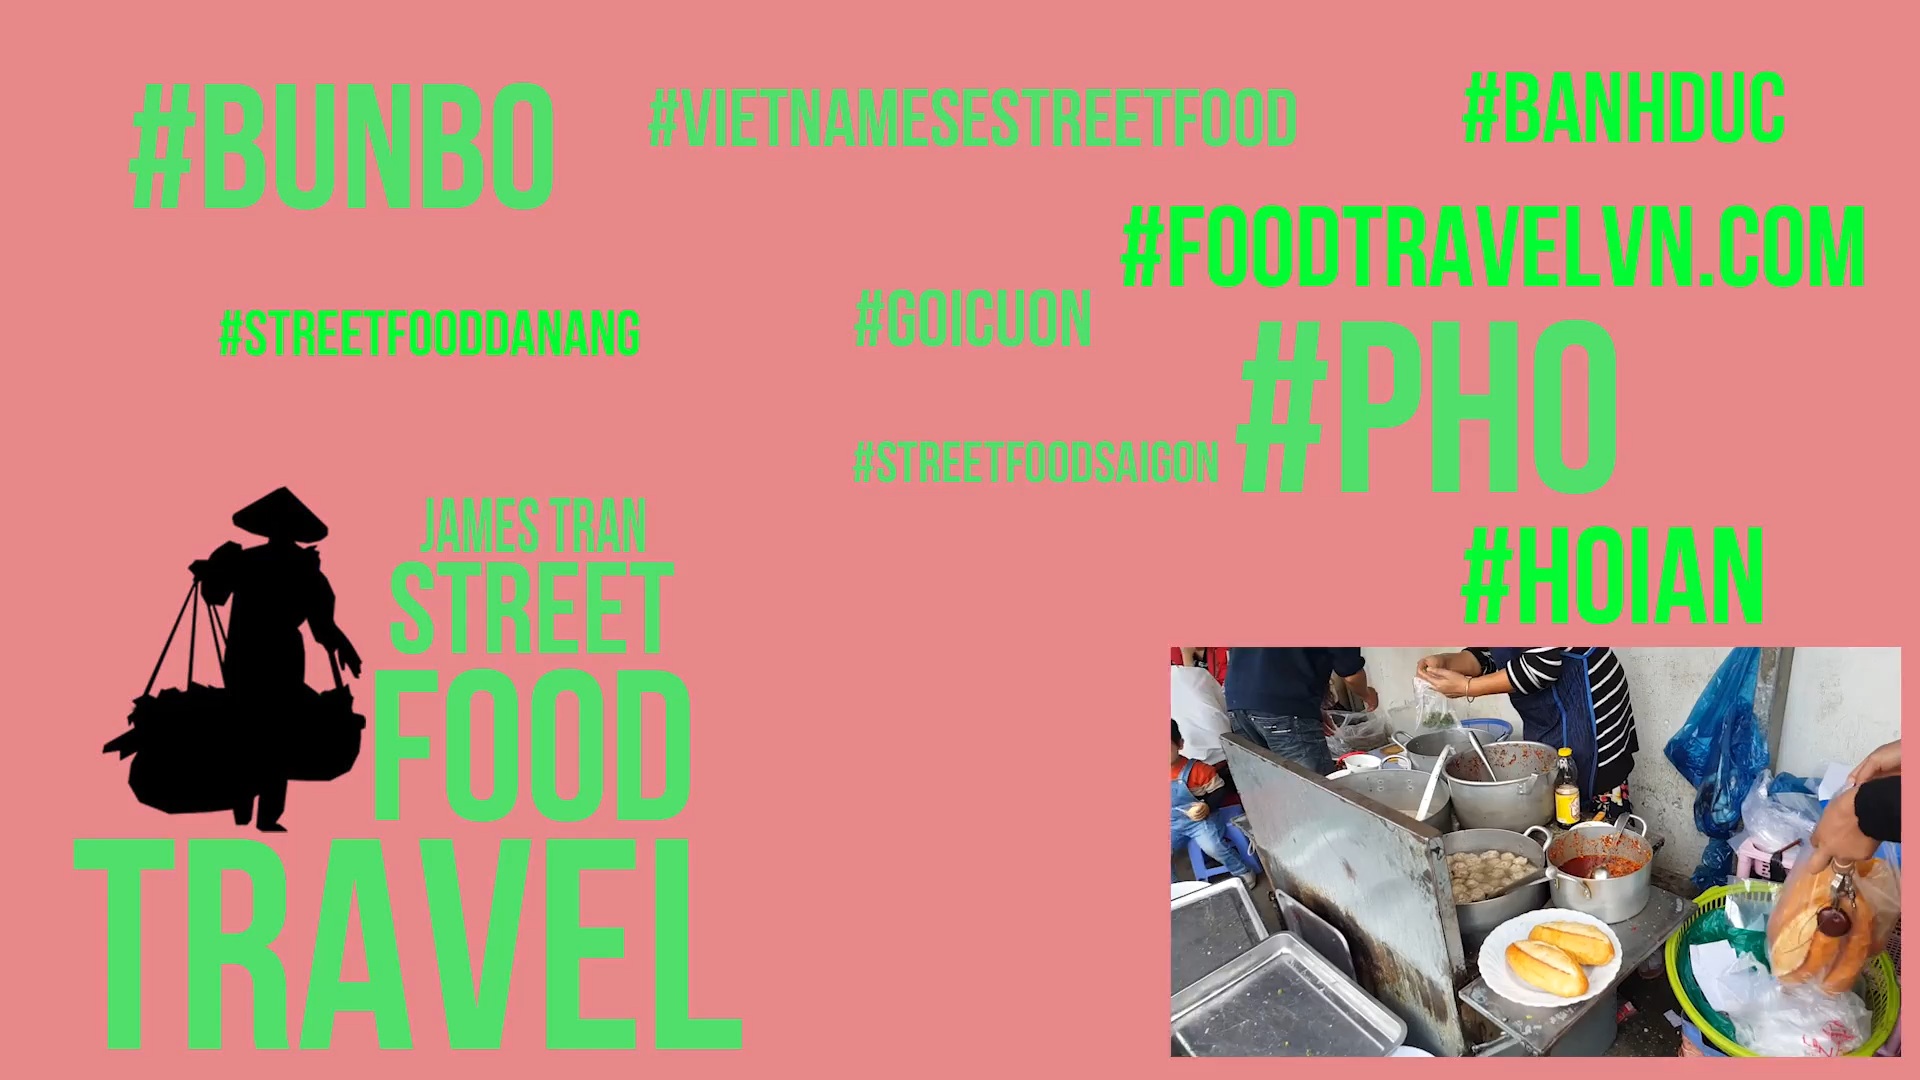 #BUNBO
#VIETNAMESESTREETFOOD
#BANHDUC
#FOODTRAVELVN.COM
#STREETFOODDANANG
#GOICUON
#PHO
#STREETFOODSAIGON
#HOIAN
JAMES TRAN
STREET
FOOD
TRAVEL